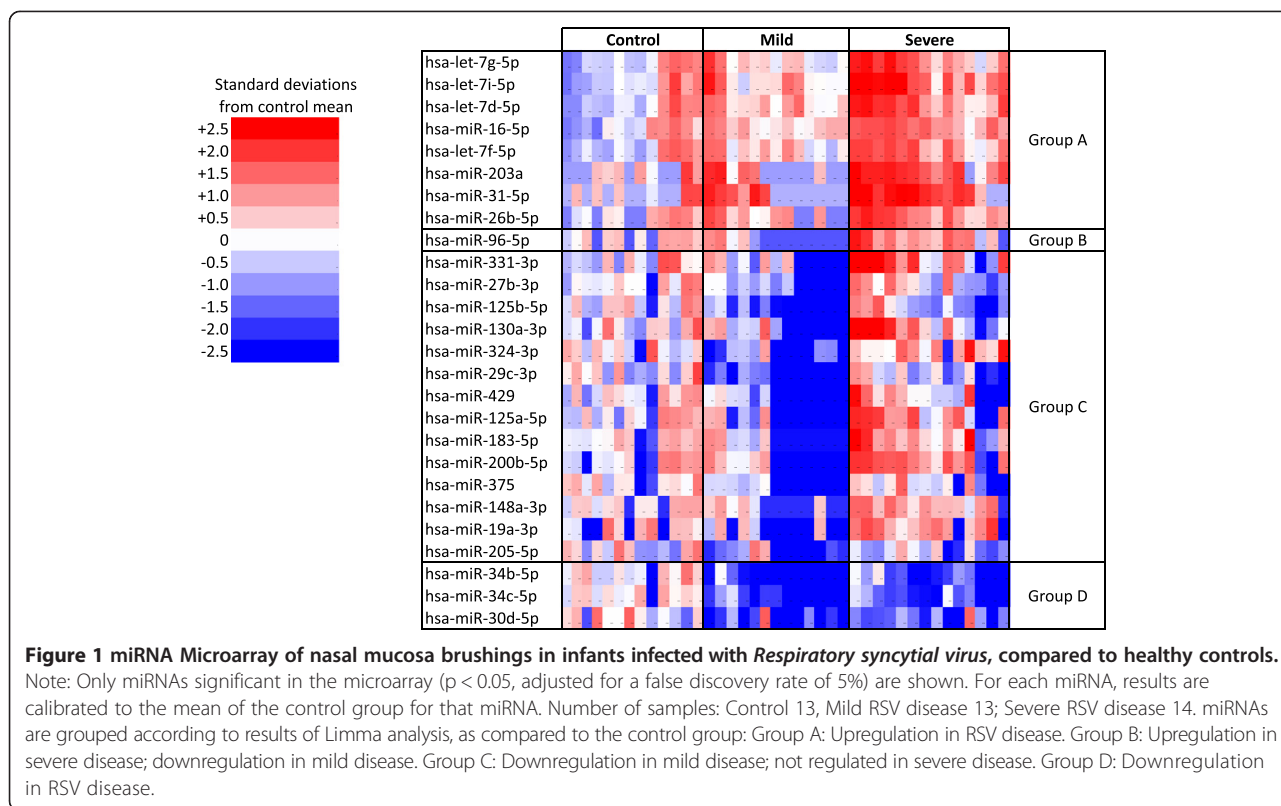 Control Mild Severe
Standard deviations
from control mean
+2.5
+2.0
+1.5
+1.0
+0.5
0
-0.5
-1.0
-1.5
-2.0
-2.5
hsa-let-7g-5p
hsa-let-7i-5p
hsa-let-7d-5p
hsa-miR-16-5p
hsa-let-7f-5p
hsa-miR-203a
hsa-miR-31-5p
hsa-miR-26b-5p
Group A
hsa-miR-96-5p
Group B
hsa-miR-331-3p
hsa-miR-27b-3p
hsa-miR-125b-5p
hsa-miR-130a-3p
hsa-miR-324-3p
hsa-miR-29c-3p
hsa-miR-429
hsa-miR-125a-5p
hsa-miR-183-5p
hsa-miR-200b-5p
hsa-miR-375
hsa-miR-148a-3p
hsa-miR-19a-3p
hsa-miR-205-5p
Group C
hsa-miR-34b-5p
hsa-miR-34c-5p
hsa-miR-30d-5p
Group D
Figure 1 miRNA Microarray of nasal mucosa brushings in infants infected with Respiratory syncytial virus, compared to healthy controls.
Note: Only miRNAs significant in the microarray (p < 0.05, adjusted for a false discovery rate of 5%) are shown. For each miRNA, results are
calibrated to the mean of the control group for that miRNA. Number of samples: Control 13, Mild RSV disease 13; Severe RSV disease 14. miRNAs
are grouped according to results of Limma analysis, as compared to the control group: Group A: Upregulation in RSV disease. Group B: Upregulation in
severe disease; downregulation in mild disease. Group C: Downregulation in mild disease; not regulated in severe disease. Group D: Downregulation
in RSV disease.